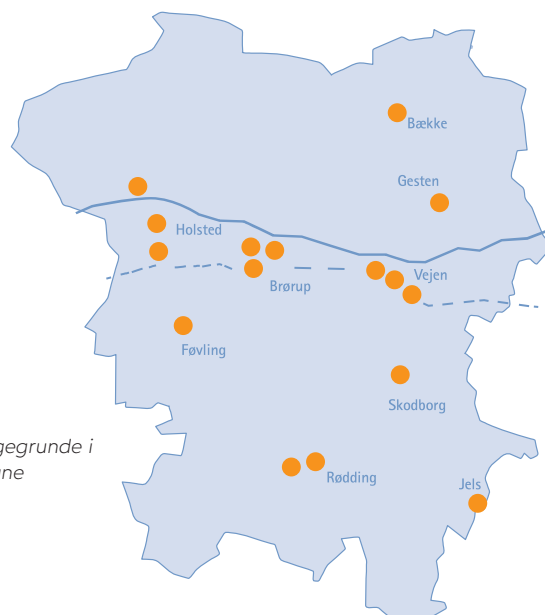 Bække
Gesten
Holsted
Vejen
Brørup
Føvling
Skodborg
gegrunde i
ne
Rødding
Jels